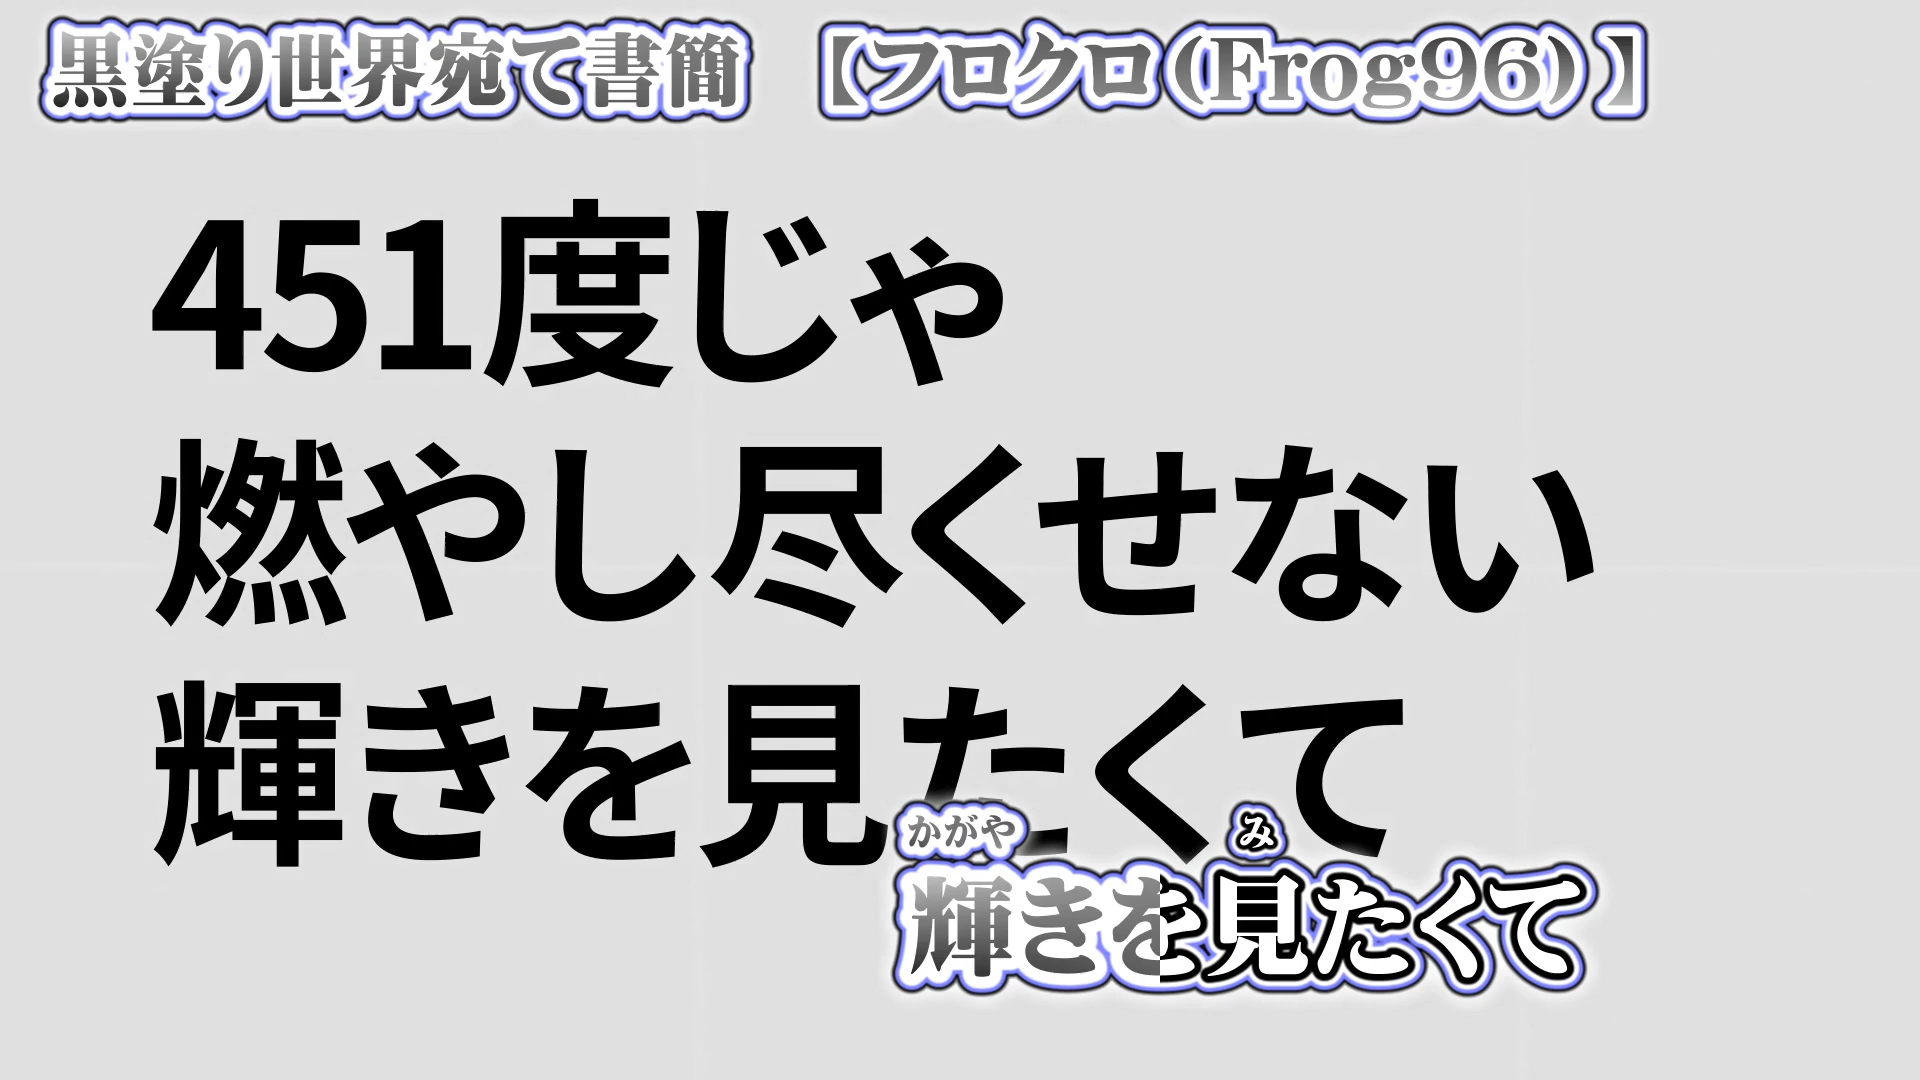 黒塗り世界宛て書簡 【フロクロ(Frog96)】
451度じゃ
燃やし尽くせない
輝きを見たくて
かがや み
輝きを見たくて